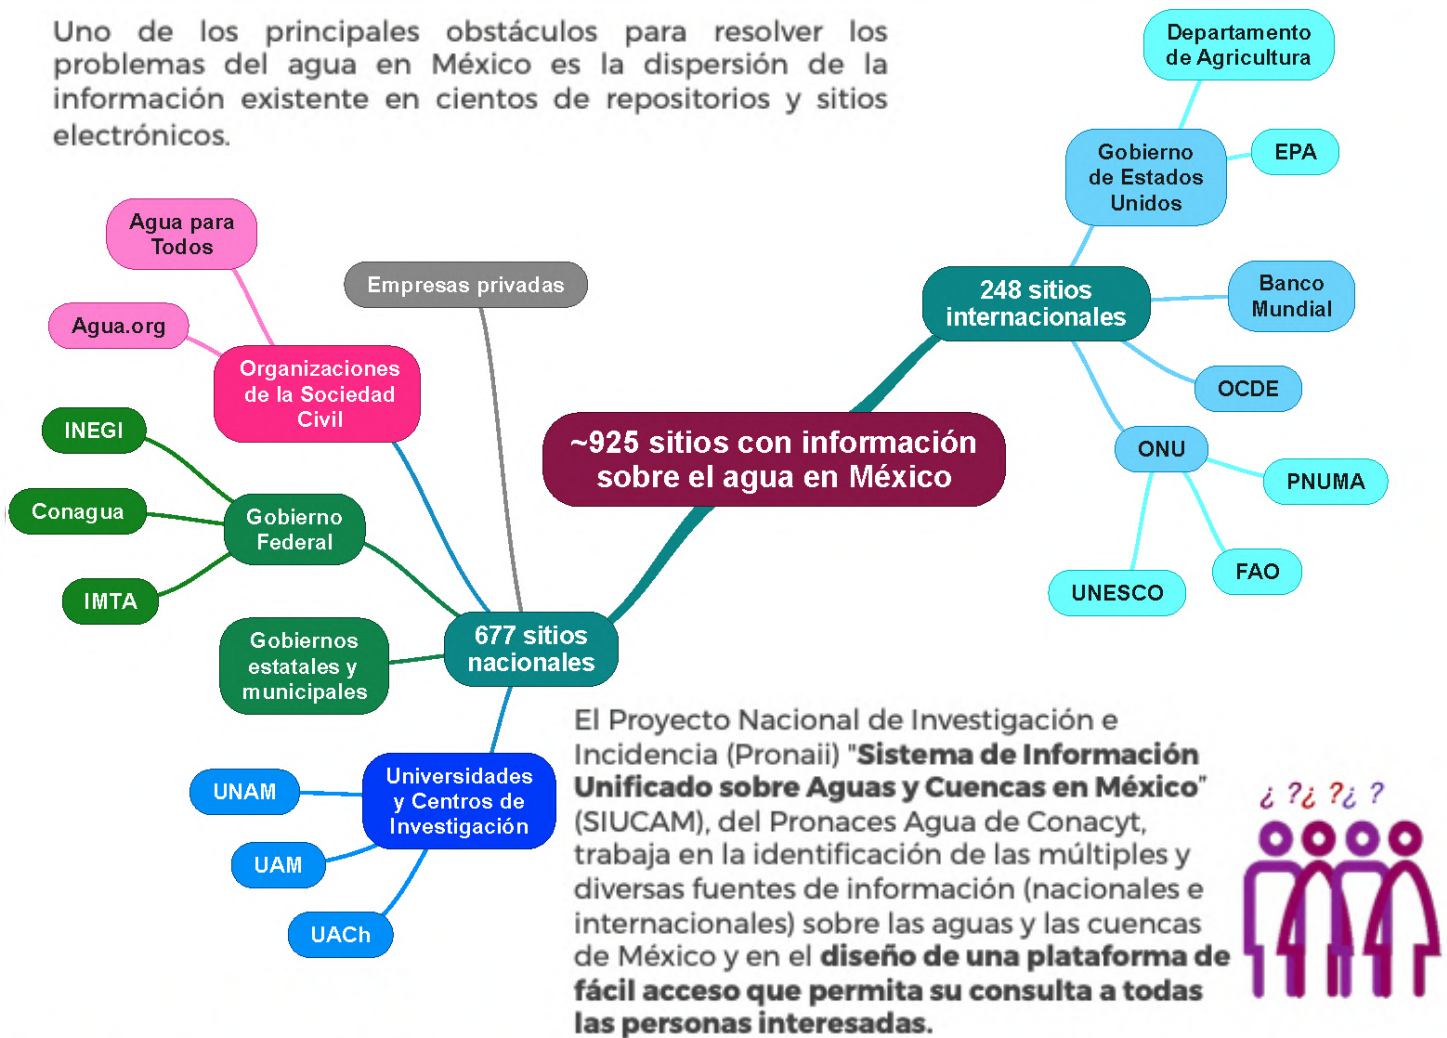 Uno de los principales obstáculos para resolver los
problemas del agua en México es la dispersión de la
información existente en cientos de repositorios y sitios
electrónicos.
Departamento
de Agricultura
Gobierno
de Estados
Unidos
EPA
248 sitios
internacionales
Banco
Mundial
OCDE
ONU
PNUMA
FAO
UNESCO
~925 sitios con información
sobre el agua en México
Agua para
Todos
Agua.org
Organizaciones
de la Sociedad
Civil
Empresas privadas
INEGI
Conagua
IMTA
Gobierno
Federal
Gobiernos
estatales y
municipales
677 sitios
nacionales
Universidades
y Centros de
Investigación
UNAM
UAM
UACh
El Proyecto Nacional de Investigación e
Incidencia (Pronaii) "Sistema de Información
Unificado sobre Aguas y Cuencas en México"
(SIUCAM), del Pronaces Agua de Conacyt,
trabaja en la identificación de las múltiples y
diversas fuentes de información (nacionales e
internacionales) sobre las aguas y las cuencas
de México y en el diseño de una plataforma de
fácil acceso que permita su consulta a todas
las personas interesadas.
¿ ?¿ ?¿ ?